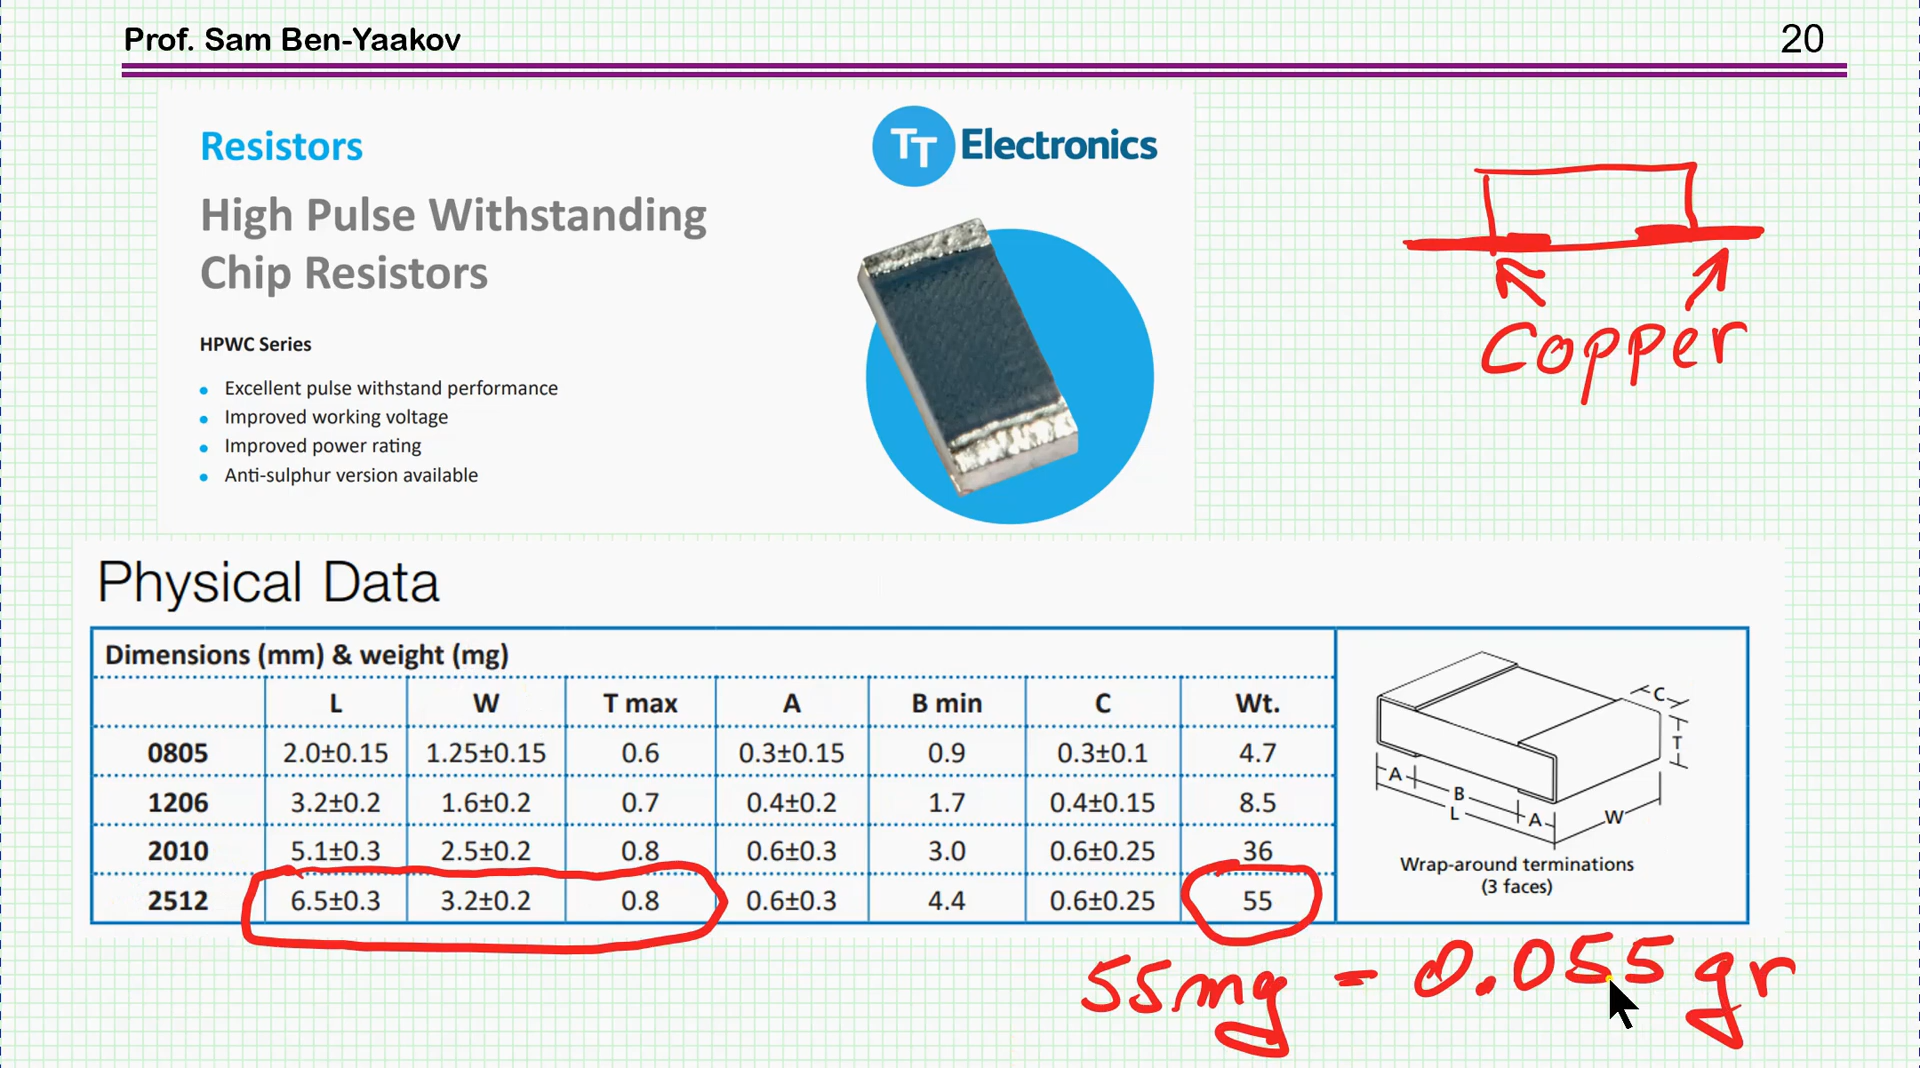 Prof. Sam Ben-Yaakov 20
Resistors
TT Electronics
High Pulse Withstanding
Chip Resistors
HPWC Series
• Excellent pulse withstand performance
• Improved working voltage
• Improved power rating
• Anti-sulphur version available
Copper
Physical Data
Dimensions (mm) & weight (mg)
L W T max A B min C Wt.
0805 2.0±0.15 1.25±0.15 0.6 0.3±0.15 0.9 0.3±0.1 4.7
1206 3.2±0.2 1.6±0.2 0.7 0.4±0.2 1.7 0.4±0.15 8.5
2010 5.1±0.3 2.5±0.2 0.8 0.6±0.3 3.0 0.6±0.25 36
2512 6.5±0.3 3.2±0.2 0.8 0.6±0.3 4.4 0.6±0.25 55
C
T
A
B
L
A
W
Wrap-around terminations
(3 faces)
55mg = 0.055 gr